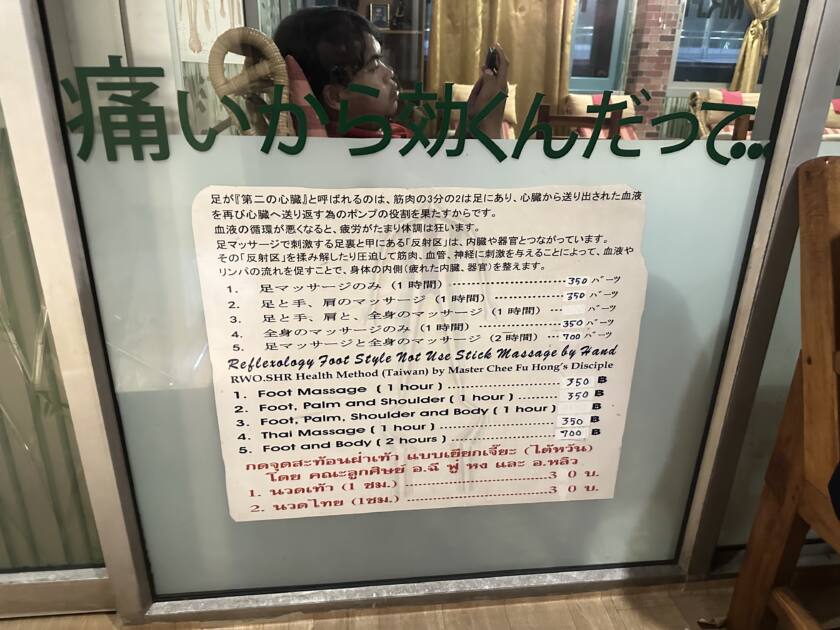 痛いから効くんだって...
足が『第二の心臓』と呼ばれるのは、筋肉の3分の2は足にあり、心臓から送り出された血液
を再び心臓へ送り返す為のポンプの役割を果たすからです。
血液の循環が悪くなると、疲労がたまり体調は狂います。
足マッサージで刺激する足裏と甲にある「反射区」は、内臓や器官とつながっています。
その「反射区」を揉み解したり圧迫して筋肉、血管、神経に刺激を与えることによって、血液や
リンパの流れを促すことで、身体の内側(疲れた内臓、器官)を整えます。
1. 足マッサージのみ (1時間) 350 バーツ
2. 足と手、肩のマッサージ (1時間) 350 バーツ
3. 足と手、肩と、全身のマッサージ (1時間) バーツ
4. 全身のマッサージのみ (1時間) 350 バーツ
5. 足マッサージと全身のマッサージ (2時間) 700 バーツ
Reflexology Foot Style Not Use Stick Massage by Hand
RWO.SHR Health Method (Taiwan) by Master Chee Fu Hong's Disciple
1. Foot Massage ( 1 hour ) 350 ฿
2. Foot, Palm and Shoulder ( 1 hour ) 350 ฿
3. Foot, Palm, Shoulder and Body ( 1 hour ) ฿
4. Thai Massage ( 1 hour ) 350 ฿
5. Foot and Body ( 2 hours ) 700 ฿
กดจุดสะท้อนฝ่าเท้า แบบเยียกเจี๊ยะ (ไต้หวัน)
โดย คณะลูกศิษย์ อ.ฉี ฟู่ หง และ อ.หลิว
1. นวดเท้า (1 ชม.) 3 0 บ.
2. นวดไทย (1ชม.) 3 0 บ.